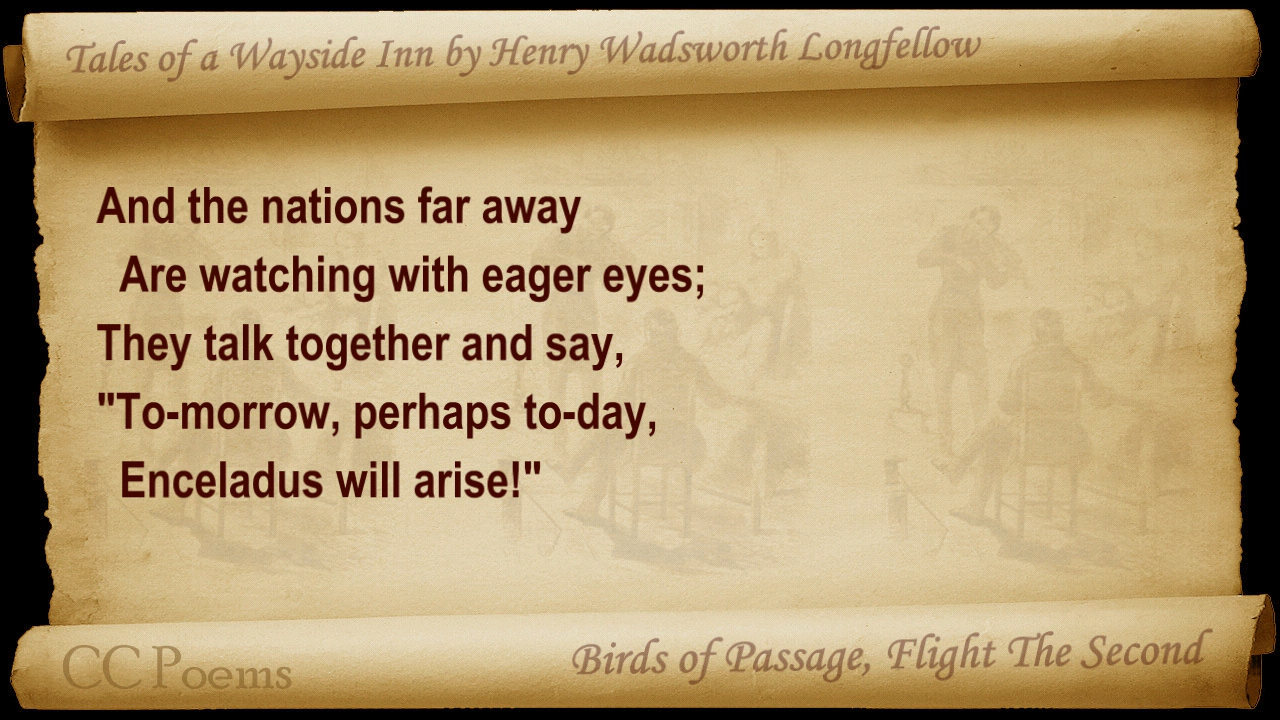 Tales of a Wayside Inn by Henry Wadsworth Longfellow
And the nations far away
Are watching with eager eyes;
They talk together and say,
"To-morrow, perhaps to-day,
Enceladus will arise!"
CC Poems
Birds of Passage, Flight The Second